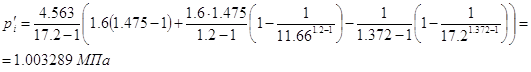 p′ᵢ = 4.563/(17.2−1) (1.6(1.475−1) + (1.6·1.475)/(1.2−1) (1 − 1/11.66^(1.2−1)) − 1/(1.372−1) (1 − 1/17.2^(1.372−1))) =
= 1.003289 МПа